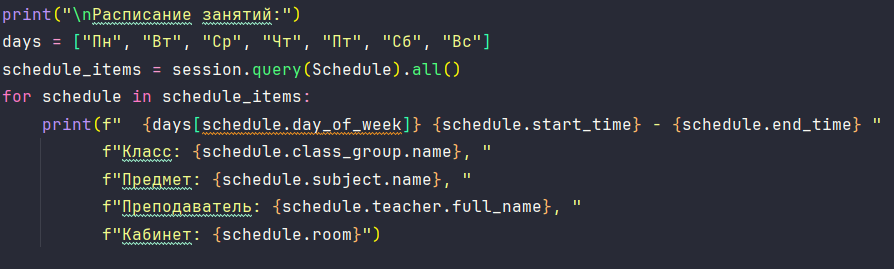 print("\nРасписание занятий:")
days = ["Пн", "Вт", "Ср", "Чт", "Пт", "Сб", "Вс"]
schedule_items = session.query(Schedule).all()
for schedule in schedule_items:
    print(f"  {days[schedule.day_of_week]} {schedule.start_time} - {schedule.end_time} "
          f"Класс: {schedule.class_group.name}, "
          f"Предмет: {schedule.subject.name}, "
          f"Преподаватель: {schedule.teacher.full_name}, "
          f"Кабинет: {schedule.room}")